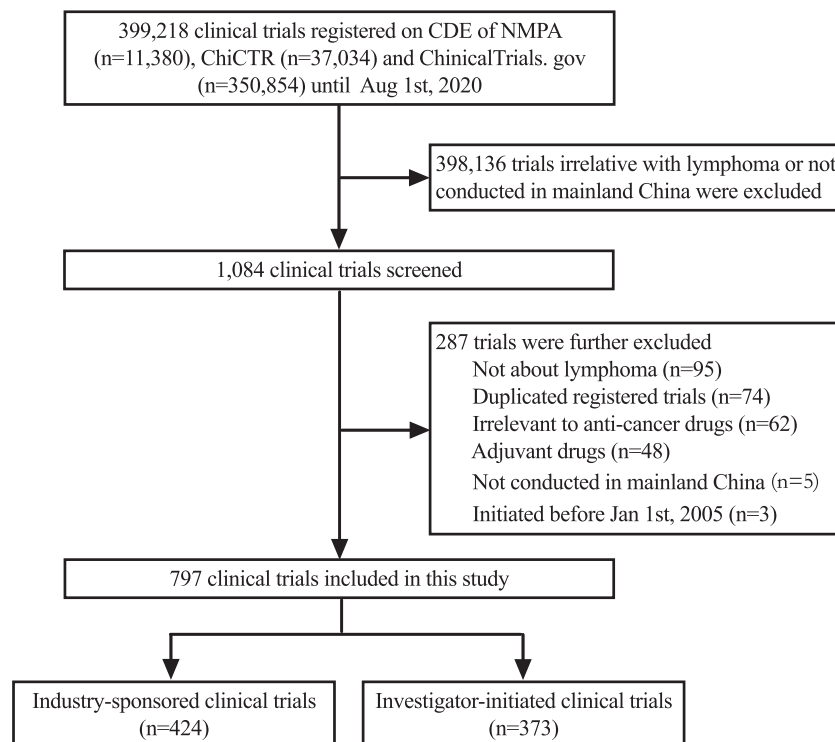 399,218 clinical trials registered on CDE of NMPA
(n=11,380), ChiCTR (n=37,034) and ChinicalTrials. gov
(n=350,854) until Aug 1st, 2020
398,136 trials irrelative with lymphoma or not
conducted in mainland China were excluded
1,084 clinical trials screened
287 trials were further excluded
Not about lymphoma (n=95)
Duplicated registered trials (n=74)
Irrelevant to anti-cancer drugs (n=62)
Adjuvant drugs (n=48)
Not conducted in mainland China (n=5)
Initiated before Jan 1st, 2005 (n=3)
797 clinical trials included in this study
Industry-sponsored clinical trials
(n=424)
Investigator-initiated clinical trials
(n=373)